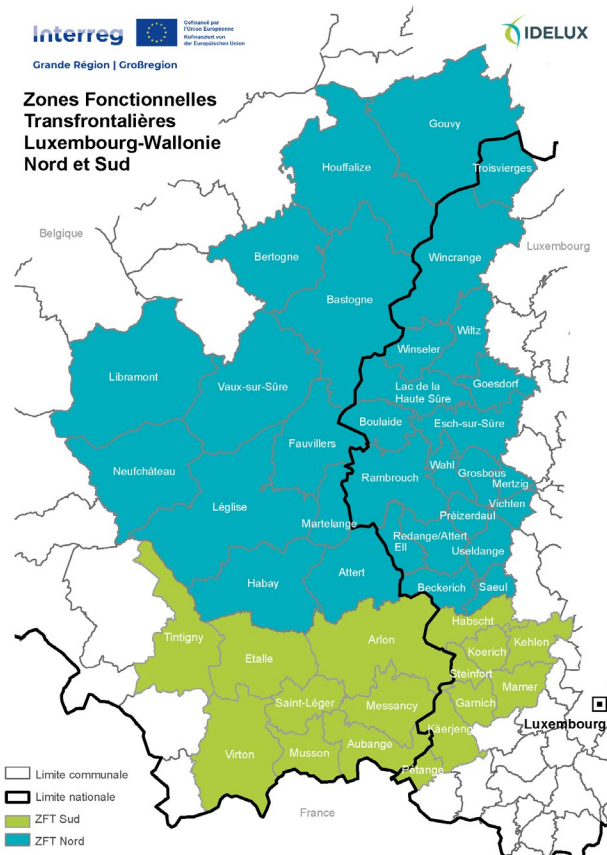 Interreg
Cofinancé par
l'Union Européenne
Kofinanziert von
der Europäischen Union
Grande Région | Großregion
IDELUX
Zones Fonctionnelles
Transfrontalières
Luxembourg-Wallonie
Nord et Sud
Gouvy
Houffalize
Troisvierges
Belgique
Luxembourg
Bertogne
Wincrange
Bastogne
Wiltz
Winseler
Libramont
Vaux-sur-Sûre
Lac de la
Haute Sûre
Goesdorf
Boulaide
Esch-sur-Sûre
Fauvillers
Neufchâteau
Wahl
Rambrouch
Grosbous
Mertzig
Léglise
Vichten
Préizerdaul
Martelange
Redange/Attert
Ell
Useldange
Habay
Attert
Beckerich
Saeul
Habscht
Tintigny
Arlon
Kehlen
Etalle
Koerich
Steinfort
Mamer
Saint-Léger
Messancy
Garnich
Luxembourg
Käerjeng
Virton
Musson
Aubange
Pétange
Limite communale
Limite nationale
France
ZFT Sud
ZFT Nord